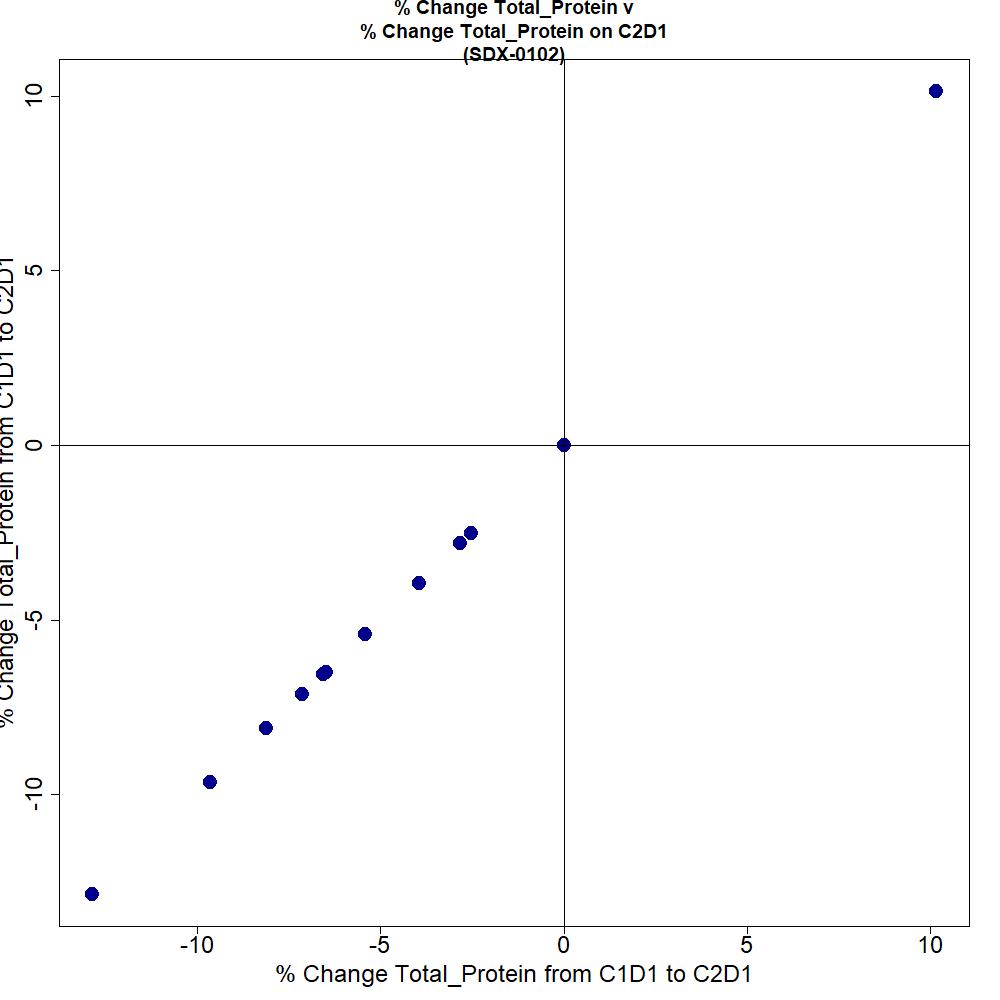 % Change Total_Protein v
% Change Total_Protein on C2D1
(SDX-0102)
10
5
0
-5
-10
% Change Total_Protein from C1D1 to C2D1
-10
-5
0
5
10
% Change Total_Protein from C1D1 to C2D1